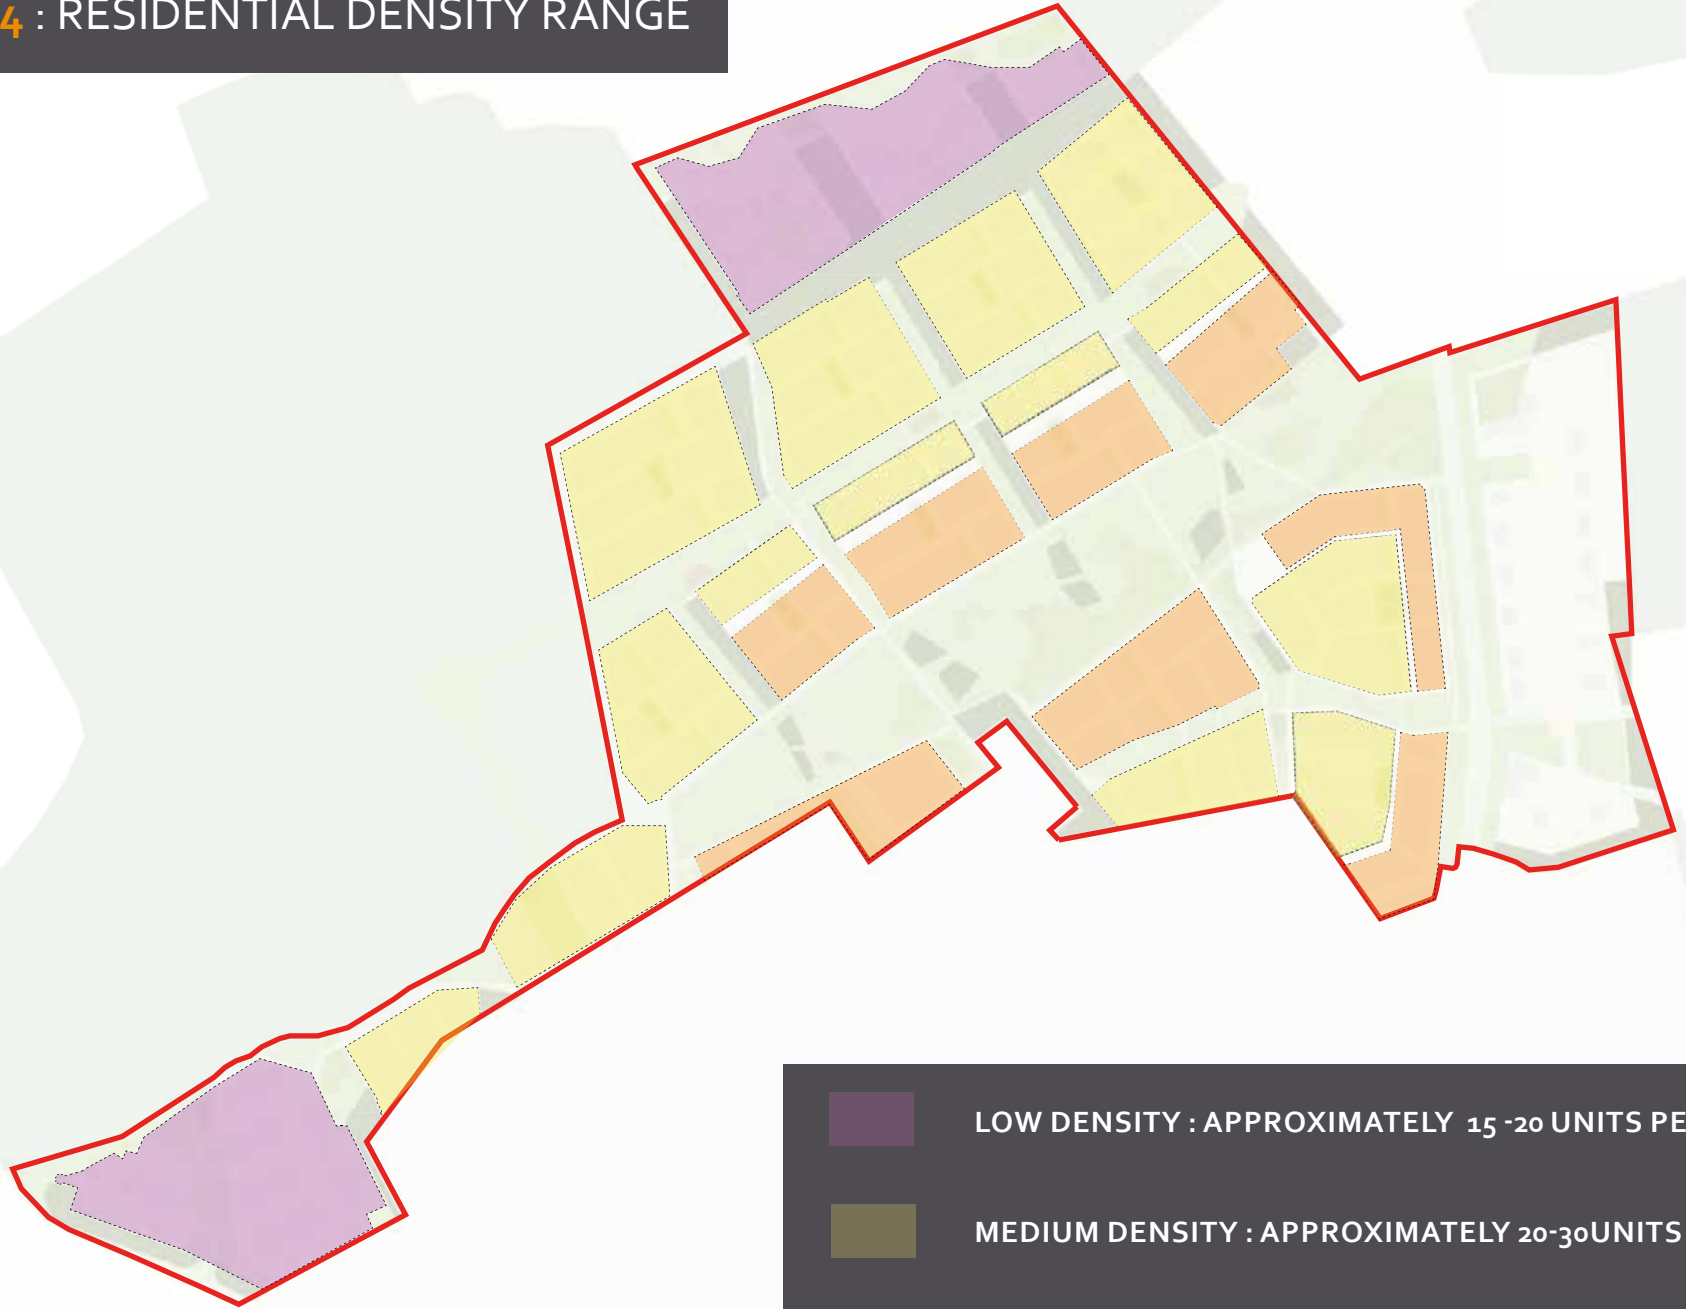 4 : RESIDENTIAL DENSITY RANGE
LOW DENSITY : APPROXIMATELY 15 -20 UNITS PE
MEDIUM DENSITY : APPROXIMATELY 20-30UNITS